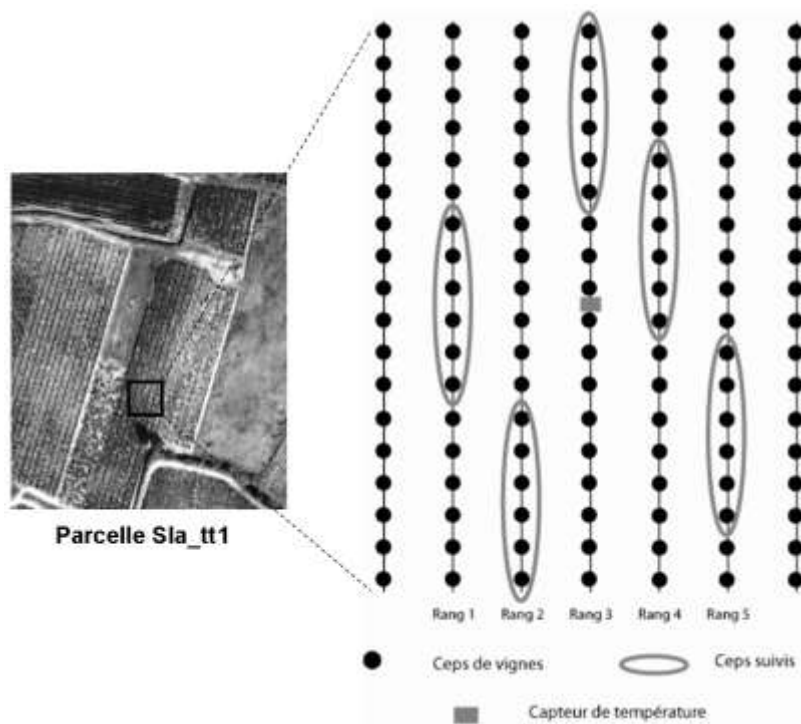 Parcelle Sla_tt1
Rang 1 Rang 2 Rang 3 Rang 4 Rang 5
Ceps de vignes Ceps suivis
Capteur de température